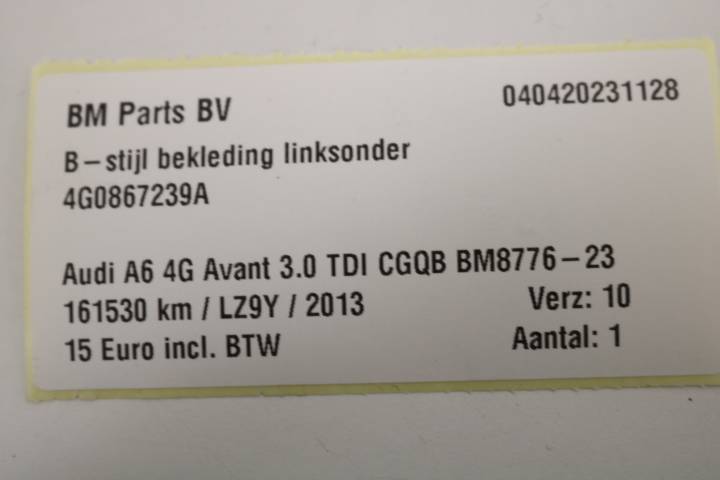 BM Parts BV 040420231128
B-stijl bekleding linksonder
4G0867239A
Audi A6 4G Avant 3.0 TDI CGQB BM8776-23
161530 km / LZ9Y / 2013 Verz: 10
15 Euro incl. BTW Aantal: 1